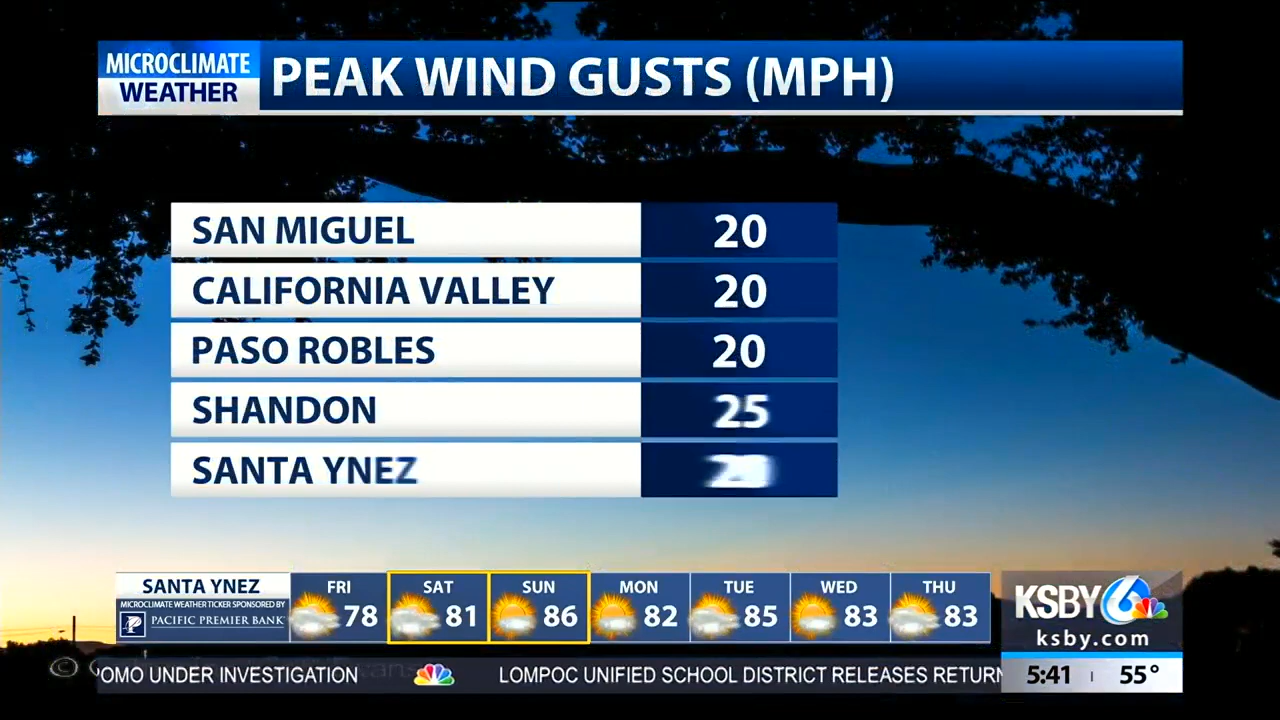 MICROCLIMATE
WEATHER
PEAK WIND GUSTS (MPH)
SAN MIGUEL 20
CALIFORNIA VALLEY 20
PASO ROBLES 20
SHANDON 25
SANTA YNEZ
SANTA YNEZ
MICROCLIMATE WEATHER TICKER SPONSORED BY
PACIFIC PREMIER BANK
FRI 78
SAT 81
SUN 86
MON 82
TUE 85
WED 83
THU 83
KSBY 6
ksby.com
OMO UNDER INVESTIGATION
LOMPOC UNIFIED SCHOOL DISTRICT RELEASES RETURN
5:41 55°